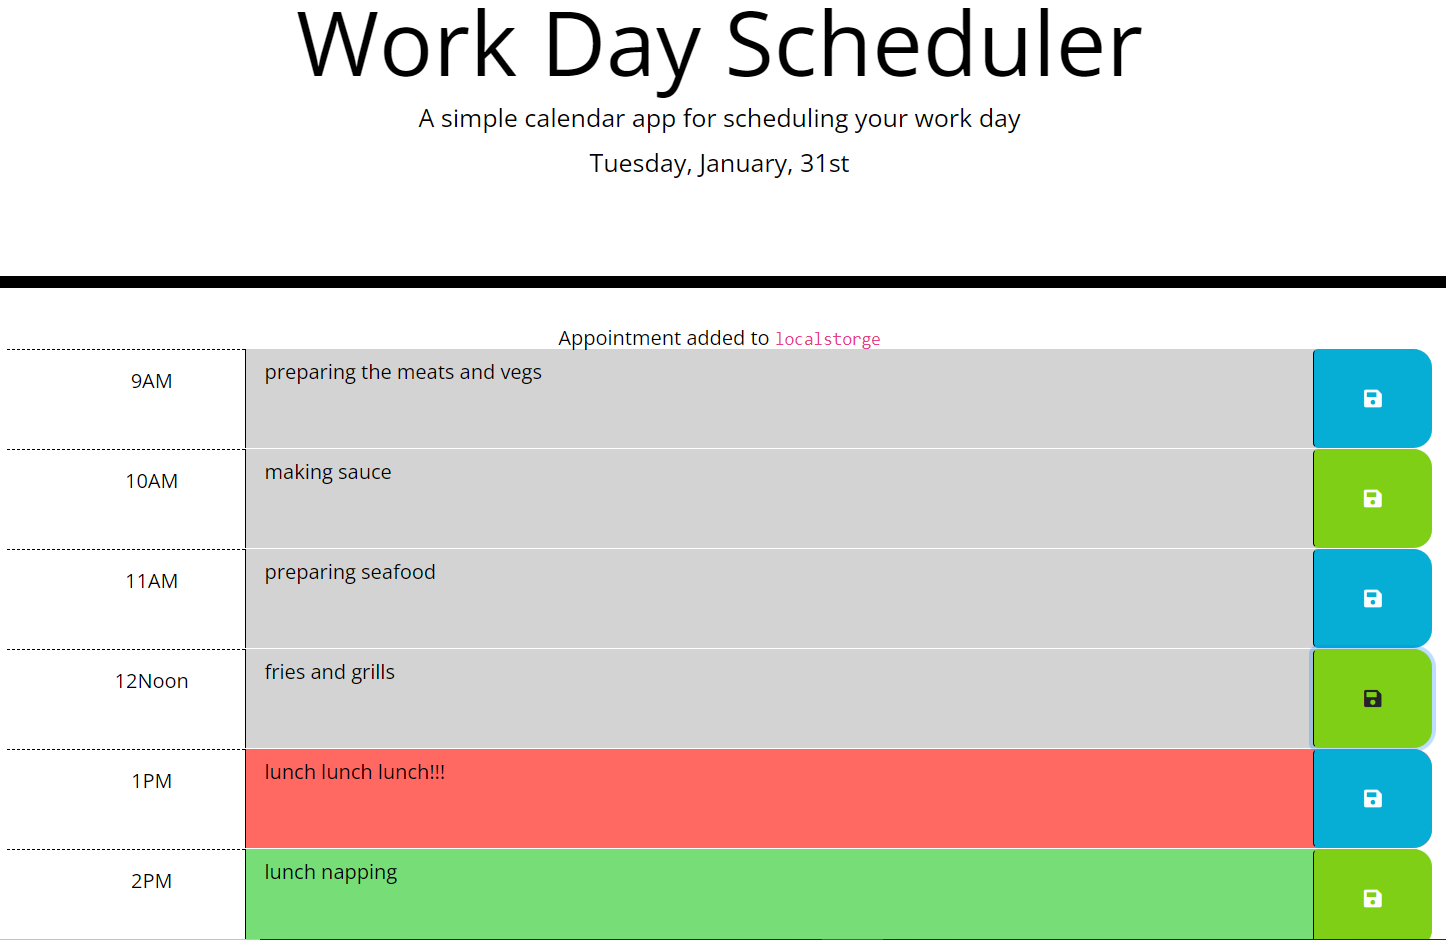 Work Day Scheduler
A simple calendar app for scheduling your work day
Tuesday, January, 31st
Appointment added to localstorge
9AM
preparing the meats and vegs
10AM
making sauce
11AM
preparing seafood
12Noon
fries and grills
1PM
lunch lunch lunch!!!
2PM
lunch napping